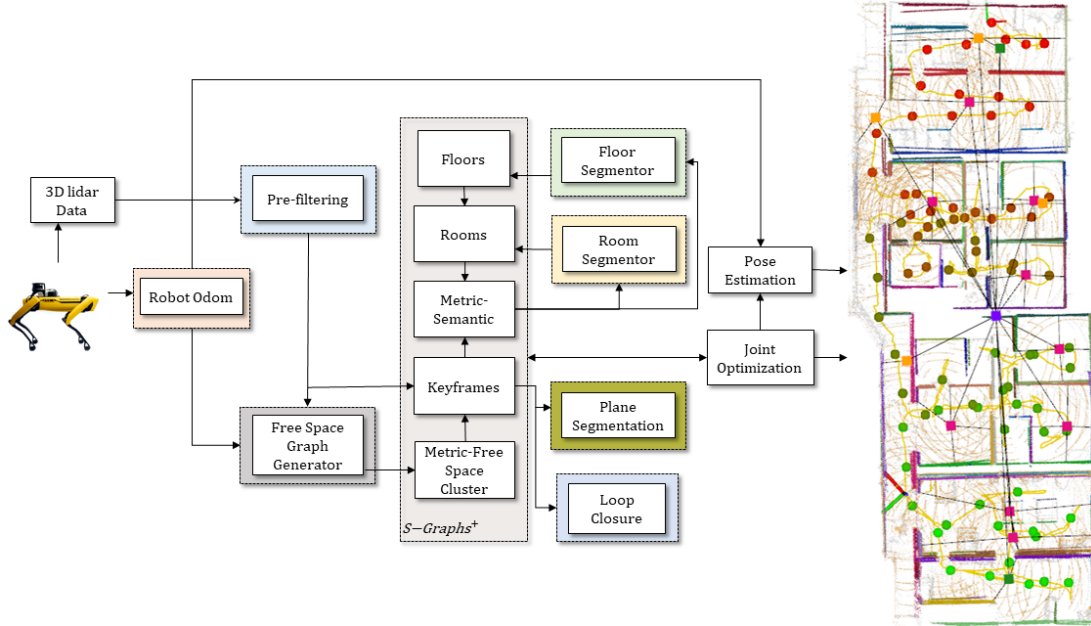 3D lidar
Data
Robot Odom
Pre-filtering
Free Space
Graph
Generator
Floors
Rooms
Metric-
Semantic
Keyframes
Metric-Free
Space
Cluster
S–Graphs⁺
Floor
Segmentor
Room
Segmentor
Plane
Segmentation
Loop
Closure
Pose
Estimation
Joint
Optimization